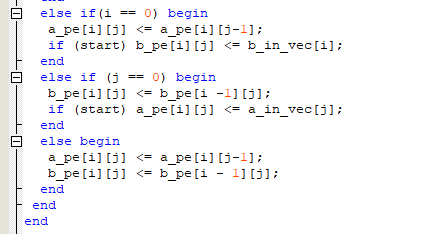 end
else if(i == 0) begin
a_pe[i][j] <= a_pe[i][j-1];
if (start) b_pe[i][j] <= b_in_vec[i];
end
else if (j == 0) begin
b_pe[i][j] <= b_pe[i -1][j];
if (start) a_pe[i][j] <= a_in_vec[j];
end
else begin
a_pe[i][j] <= a_pe[i][j-1];
b_pe[i][j] <= b_pe[i - 1][j];
end
end
end